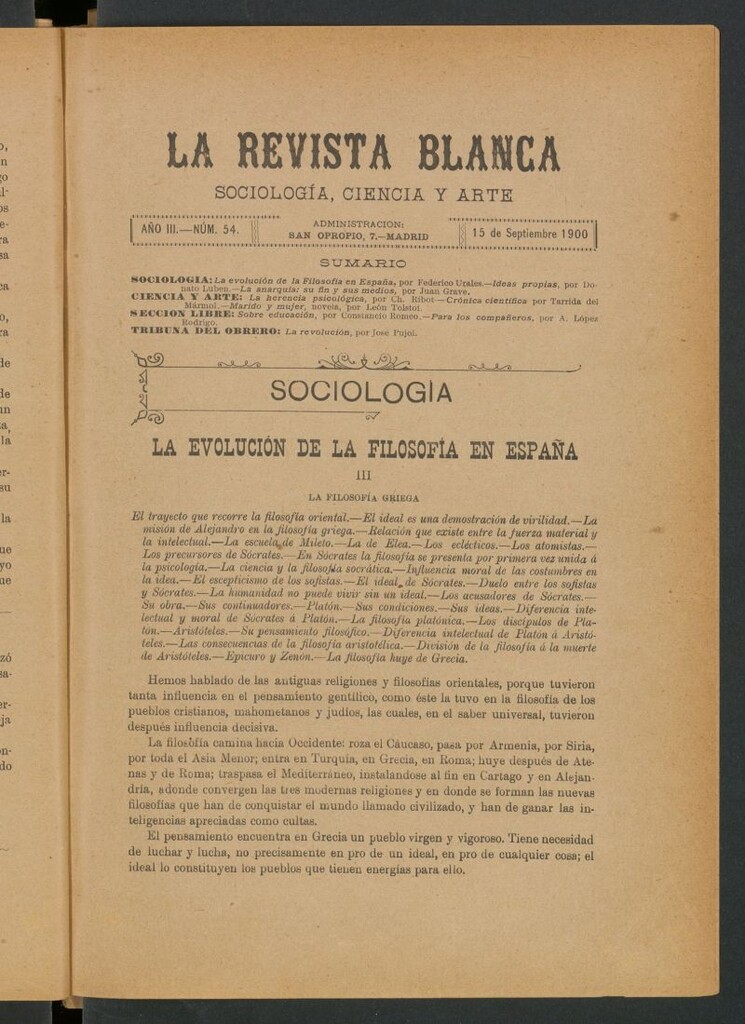 LA REVISTA BLANCA
SOCIOLOGÍA, CIENCIA Y ARTE
AÑO III.—NÚM. 54.
ADMINISTRACION:
SAN OPROPIO, 7.—MADRID
15 de Septiembre 1900
SUMARIO
SOCIOLOGIA: La evolución de la Filosofía en España, por Federico Urales.—Ideas propias, por Do-
nato Luben.—La anarquía: su fin y sus medios, por Juan Grave.
CIENCIA Y ARTE: La herencia psicológica, por Ch. Ribot—Crónica científica por Tarrida del
Mármol.—Marido y mujer, novela, por León Tolstoi.
SECCION LIBRE: Sobre educación, por Constancio Romeo.—Para los compañeros, por A. López
Rodrigo.
TRIBUNA DEL OBRERO: La revolución, por José Pujol.
SOCIOLOGÍA
LA EVOLUCIÓN DE LA FILOSOFÍA EN ESPAÑA
III
LA FILOSOFÍA GRIEGA
El trayecto que recorre la filosofía oriental.—El ideal es una demostración de virilidad.—La
misión de Alejandro en la filosofía griega.—Relación que existe entre la fuerza material y
la intelectual.—La escuela de Mileto.—La de Elea.—Los eclécticos.—Los atomistas.—
Los precursores de Sócrates.—En Sócrates la filosofía se presenta por primera vez unida á
la psicología.—La ciencia y la filosofía socrática.—Influencia moral de las costumbres en
la idea.—El escepticismo de los sofistas.—El ideal de Sócrates.—Duelo entre los sofistas
y Sócrates.—La humanidad no puede vivir sin un ideal.—Los acusadores de Sócrates.—
Su obra.—Sus continuadores.—Platón.—Sus condiciones.—Sus ideas.—Diferencia inte-
lectual y moral de Sócrates á Platón.—La filosofía platónica.—Los discípulos de Pla-
tón.—Aristóteles.—Su pensamiento filosófico.—Diferencia intelectual de Platón á Aristó-
teles.—Las consecuencias de la filosofía aristotélica.—División de la filosofía á la muerte
de Aristóteles.—Epicuro y Zenón.—La filosofía huye de Grecia.
Hemos hablado de las antiguas religiones y filosofías orientales, porque tuvieron
tanta influencia en el pensamiento gentílico, como éste la tuvo en la filosofía de los
pueblos cristianos, mahometanos y judíos, las cuales, en el saber universal, tuvieron
después influencia decisiva.
La filosofía camina hacia Occidente: roza el Cáucaso, pasa por Armenia, por Siria,
por toda el Asia Menor; entra en Turquía, en Grecia, en Roma; huye después de Ate-
nas y de Roma; traspasa el Mediterráneo, instalándose al fin en Cartago y en Alejan-
dría, adonde convergen las tres modernas religiones y en donde se forman las nuevas
filosofías que han de conquistar el mundo llamado civilizado, y han de ganar las in-
teligencias apreciadas como cultas.
El pensamiento encuentra en Grecia un pueblo virgen y vigoroso. Tiene necesidad
de luchar y lucha, no precisamente en pro de un ideal, en pro de cualquier cosa; el
ideal lo constituyen los pueblos que tienen energías para ello.